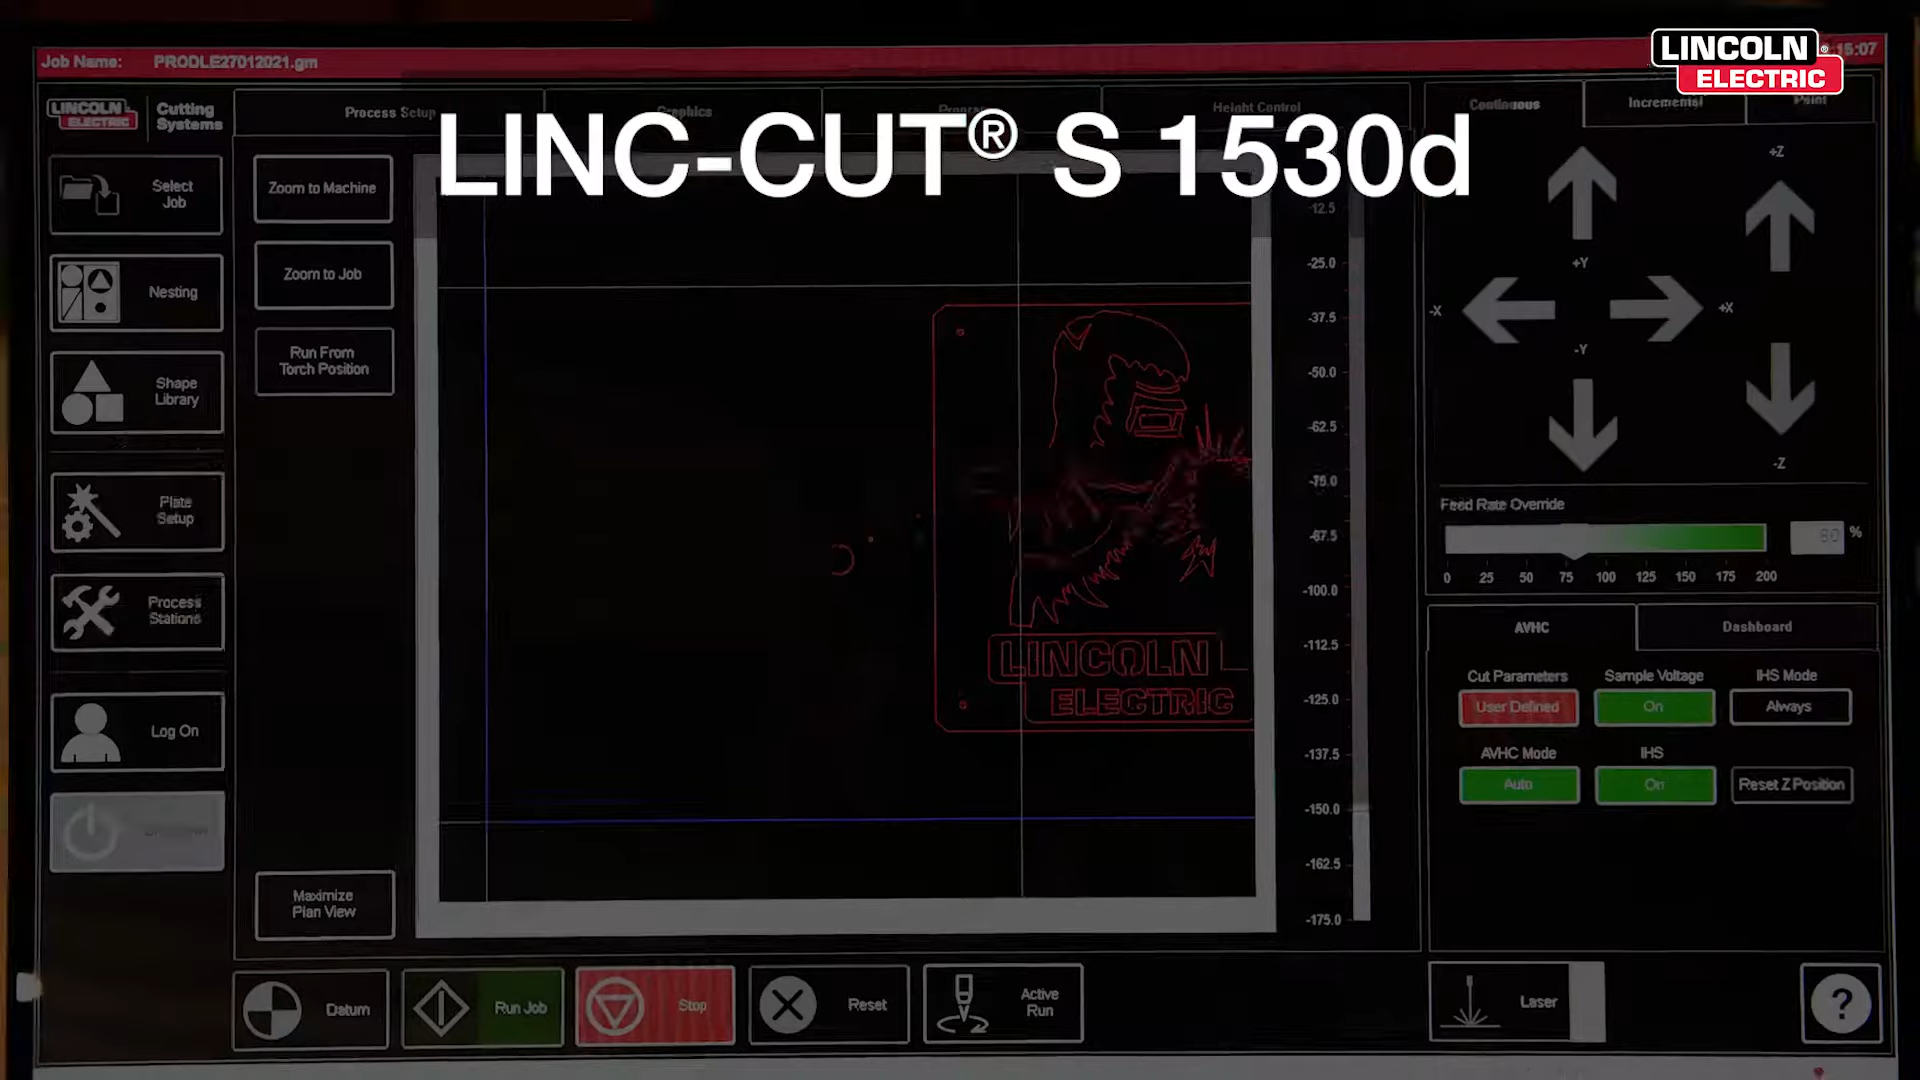 Job Name: PRODLE27012021.gm
LINCOLN®
ELECTRIC
15:07
LINCOLN
ELECTRIC
Cutting
Systems
Process Setup
Graphics
Height Control
Continuous
Incremental
Point
LINC-CUT® S 1530d
Select
Job
Nesting
Shape
Library
Plate
Setup
Process
Stations
Log On
Zoom to Machine
Zoom to Job
Run From
Torch Position
Maximize
Plan View
LINCOLN
ELECTRIC
-12.5
-25.0
-37.5
-50.0
-62.5
-75.0
-87.5
-100.0
-112.5
-125.0
-137.5
-150.0
-162.5
-175.0
+Z
+Y
-X
+X
-Y
-Z
Feed Rate Override
80 %
0 25 50 75 100 125 150 175 200
AVHC
Dashboard
Cut Parameters
Sample Voltage
IHS Mode
User Defined
On
Always
AVHC Mode
IHS
Auto
On
Reset Z Position
Datum
Run Job
Stop
Reset
Active
Run
Laser
?